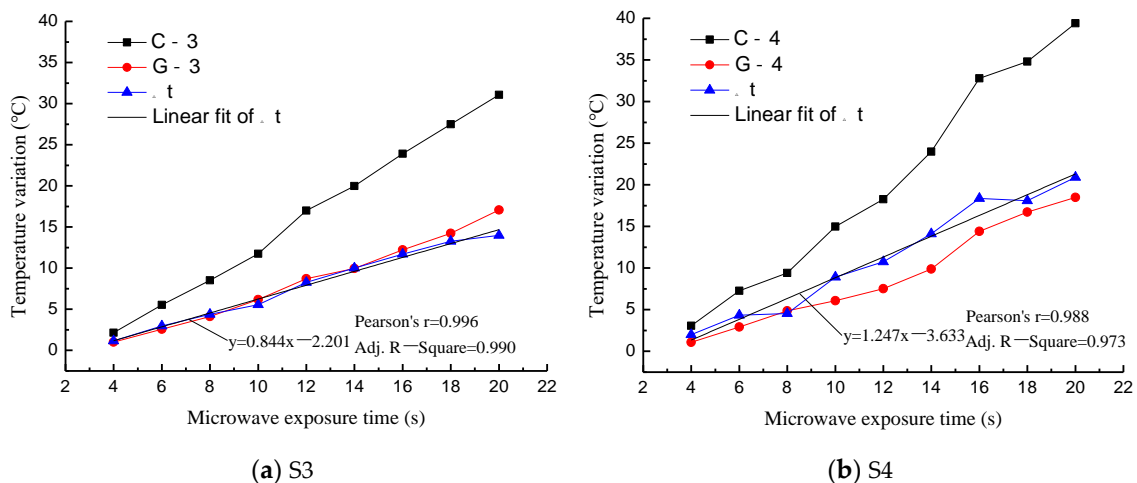 40
35
30
25
20
15
10
5
0
Temperature variation (°C)
C - 3
G - 3
. t
Linear fit of . t
Pearson's r=0.996
y=0.844x—2.201
Adj. R—Square=0.990
2 4 6 8 10 12 14 16 18 20 22
Microwave exposure time (s)
(a) S3
40
35
30
25
20
15
10
5
0
Temperature variation (°C)
C - 4
G - 4
. t
Linear fit of . t
Pearson's r=0.988
y=1.247x—3.633
Adj. R—Square=0.973
2 4 6 8 10 12 14 16 18 20 22
Microwave exposure time (s)
(b) S4